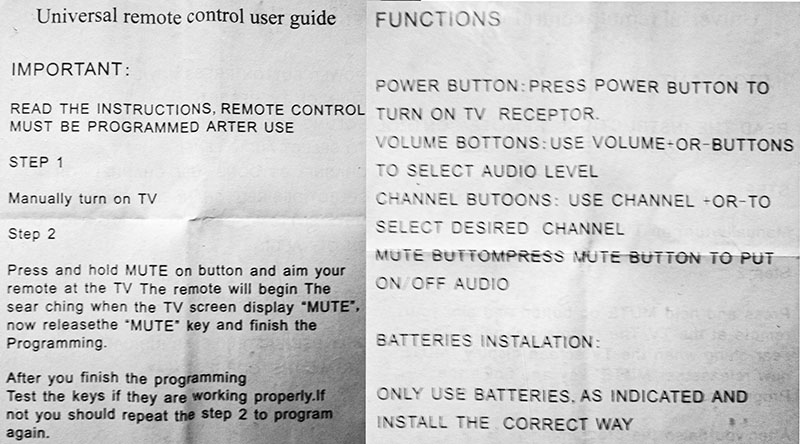 Universal remote control user guide
IMPORTANT:
READ THE INSTRUCTIONS, REMOTE CONTROL
MUST BE PROGRAMMED ARTER USE
STEP 1
Manually turn on TV
Step 2
Press and hold MUTE on button and aim your
remote at the TV The remote will begin The
sear ching when the TV screen display "MUTE",
now releasethe "MUTE" key and finish the
Programming.
After you finish the programming
Test the keys if they are working properly.If
not you should repeat the step 2 to program
again.
FUNCTIONS
POWER BUTTON: PRESS POWER BUTTON TO
TURN ON TV RECEPTOR.
VOLUME BOTTONS: USE VOLUME+OR-BUTTONS
TO SELECT AUDIO LEVEL
CHANNEL BUTOONS: USE CHANNEL +OR-TO
SELECT DESIRED CHANNEL
MUTE BUTTOMPRESS MUTE BUTTON TO PUT
ON/OFF AUDIO
BATTERIES INSTALATION:
ONLY USE BATTERIES, AS INDICATED AND
INSTALL THE CORRECT WAY